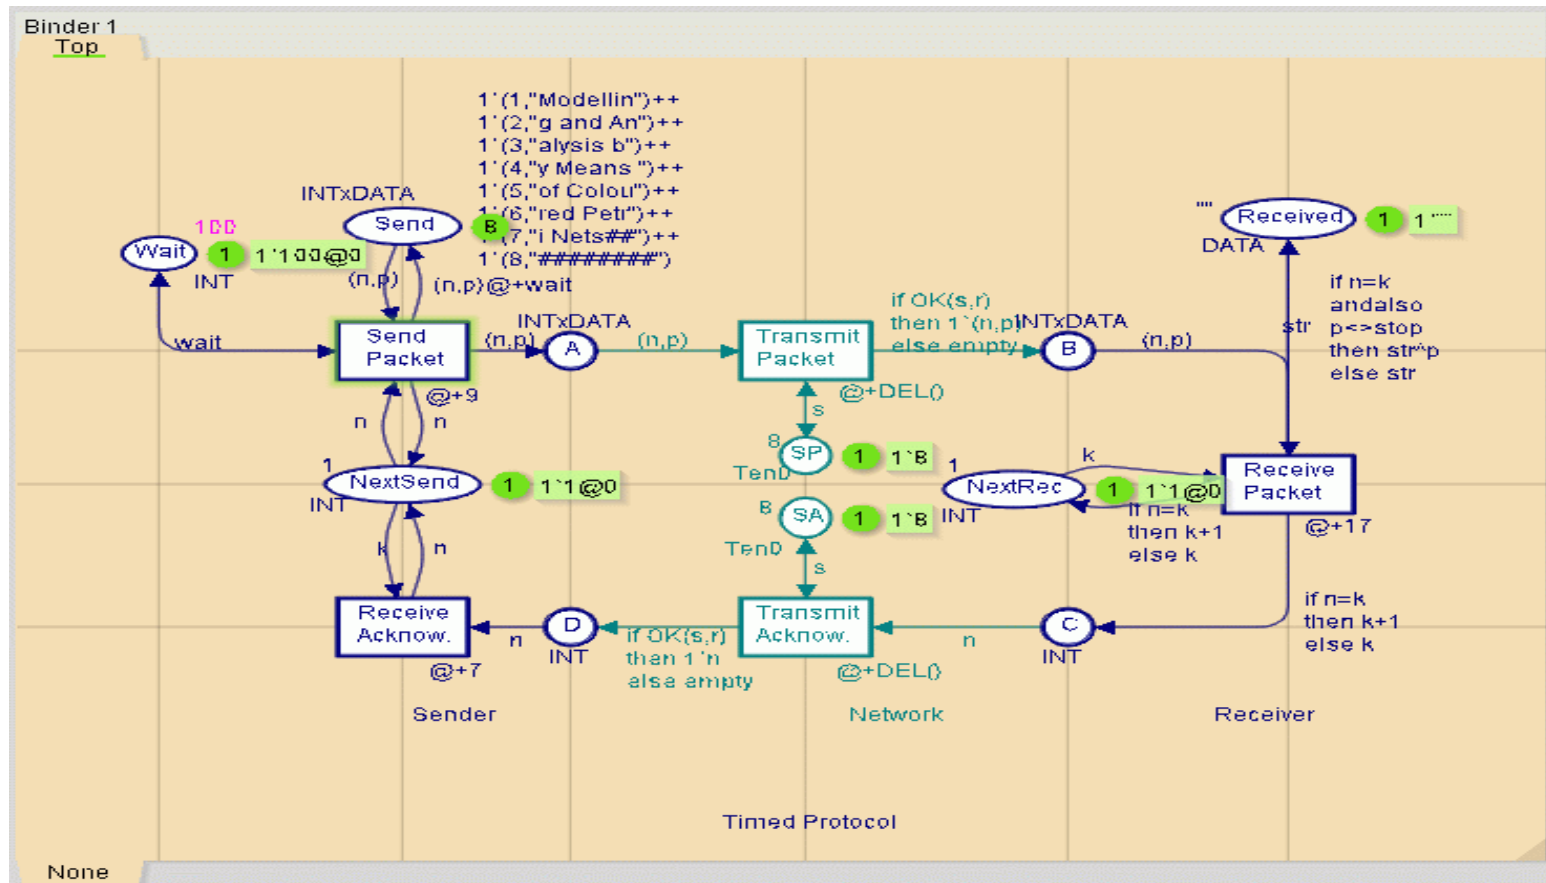 Binder 1
Top
1`(1,"Modellin")++
1`(2,"g and An")++
1`(3,"alysis b")++
1`(4,"y Means ")++
1`(5,"of Colou")++
1`(6,"red Petr")++
1`(7,"i Nets##")++
1`(8,"########")
INTxDATA
Send
8
100
Wait
1
1`100@0
INT
(n,p)
(n,p)@+wait
""
Received
1
1`""
DATA
if n=k
andalso
p<>stop
then str^p
else str
str
wait
Send
Packet
@+9
(n,p)
INTxDATA
A
(n,p)
Transmit
Packet
@+DEL()
if OK(s,r)
then 1`(n,p)
else empty
INTxDATA
B
(n,p)
n
n
s
8
SP
1
1`8
Ten0
1
NextSend
1
1`1@0
INT
8
SA
1
1`8
Ten0
s
1
NextRec
1
1`1@0
INT
k
if n=k
then k+1
else k
Receive
Packet
@+17
k
n
Receive
Acknow.
@+7
n
D
INT
if OK(s,r)
then 1`n
else empty
Transmit
Acknow.
@+DEL()
n
C
INT
if n=k
then k+1
else k
Sender
Network
Receiver
Timed Protocol
None